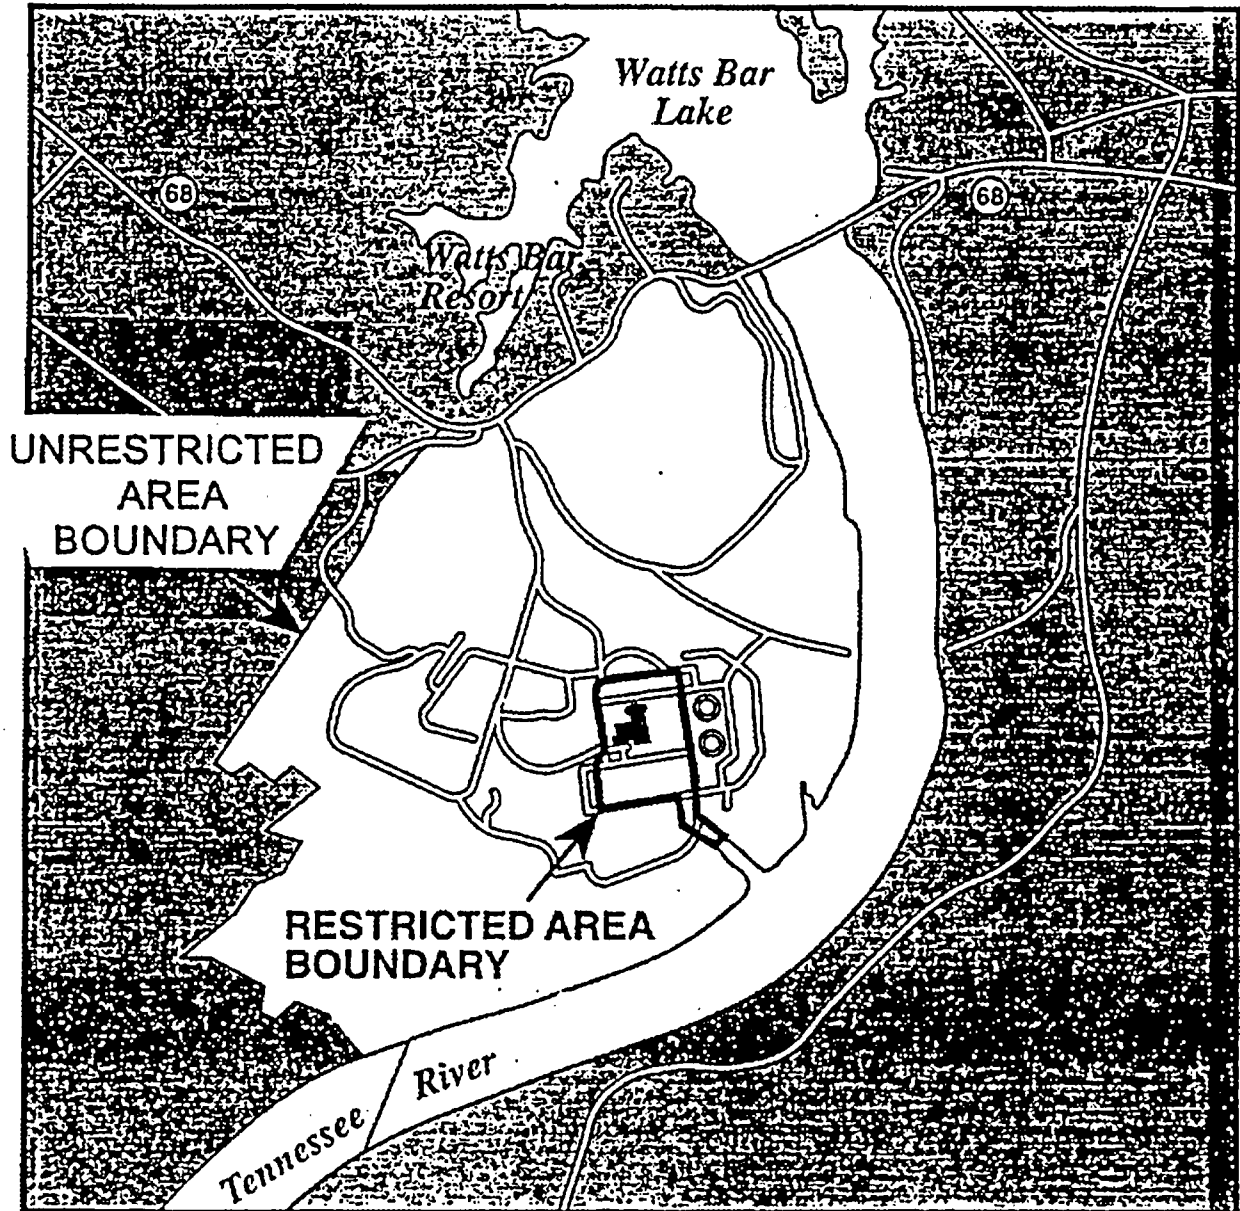 Watts Bar
Lake
68
68
Watts Bar
Resort
UNRESTRICTED
AREA
BOUNDARY
RESTRICTED AREA
BOUNDARY
Tennessee River